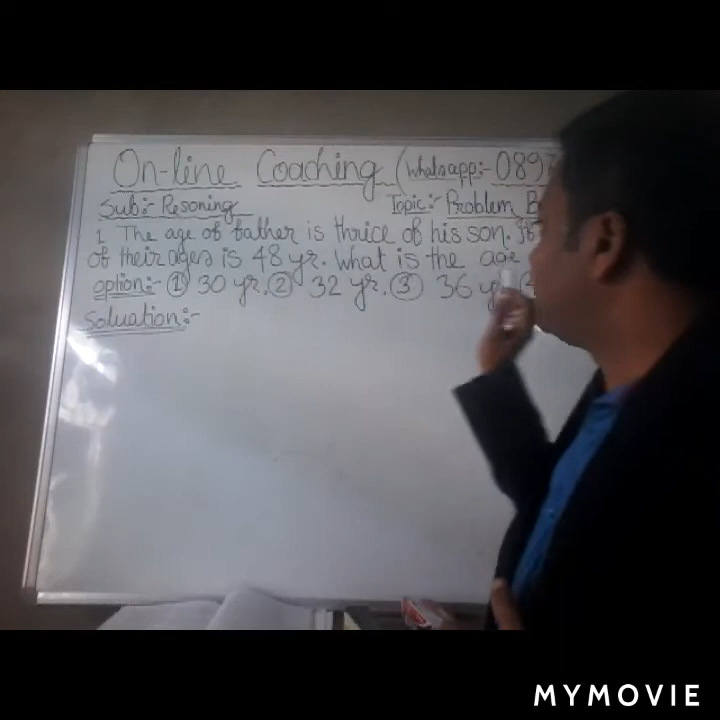 On-line Coaching (whatsapp:- 089
Sub:- Resoning Topic:- Problem B
1 The age of father is thrice of his son. If
of their ages is 48 yr. What is the age
option:- ① 30 yr. ② 32 yr. ③ 36 yr
Soluation:-
MYMOVIE